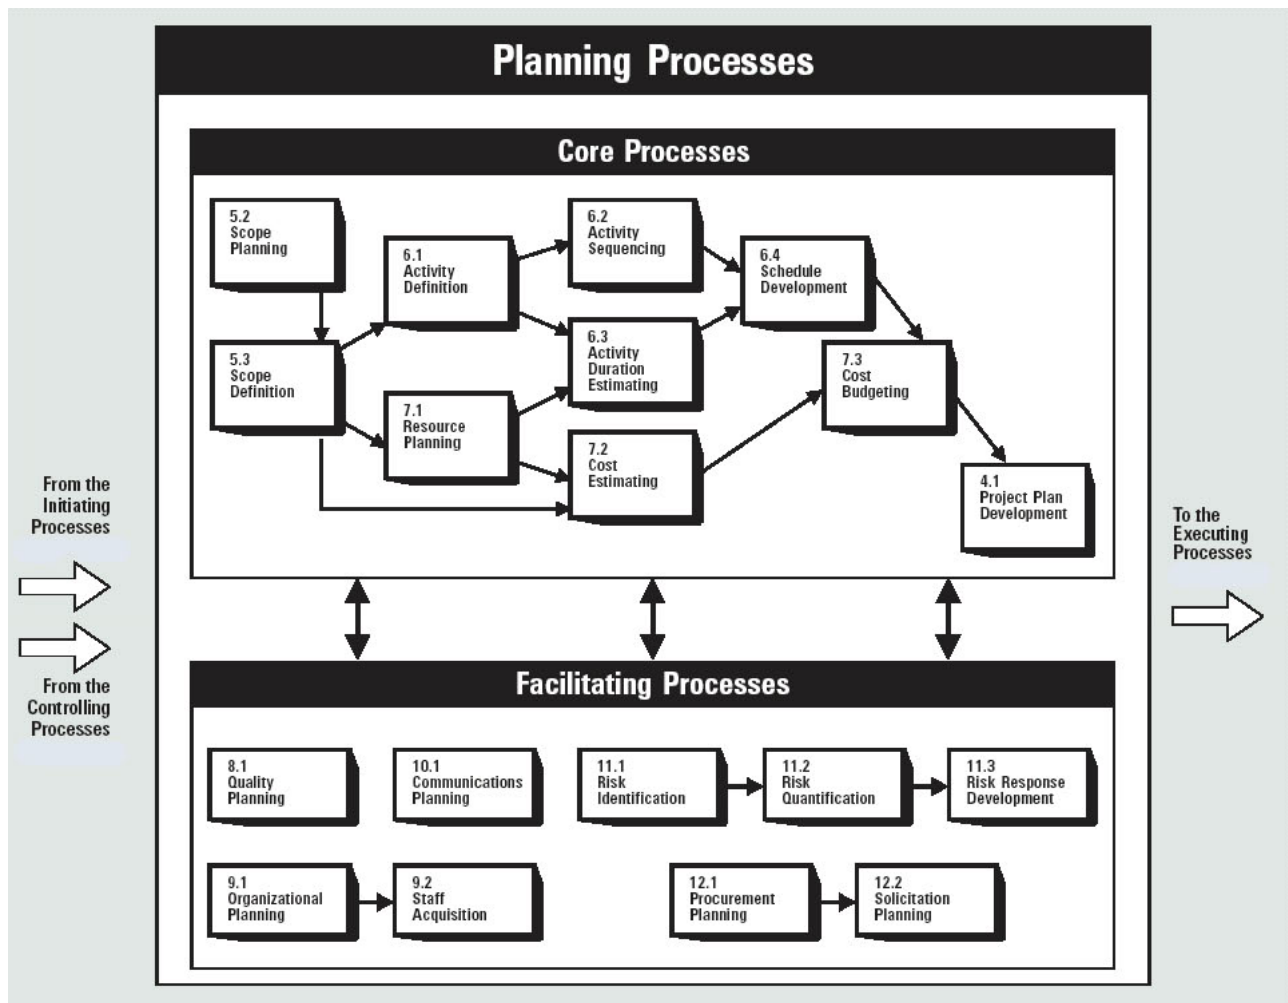 Planning Processes
Core Processes
5.2
Scope
Planning
5.3
Scope
Definition
6.1
Activity
Definition
7.1
Resource
Planning
6.2
Activity
Sequencing
6.3
Activity
Duration
Estimating
7.2
Cost
Estimating
6.4
Schedule
Development
7.3
Cost
Budgeting
4.1
Project Plan
Development
From the
Initiating
Processes
From the
Controlling
Processes
To the
Executing
Processes
Facilitating Processes
8.1
Quality
Planning
10.1
Communications
Planning
11.1
Risk
Identification
11.2
Risk
Quantification
11.3
Risk Response
Development
9.1
Organizational
Planning
9.2
Staff
Acquisition
12.1
Procurement
Planning
12.2
Solicitation
Planning